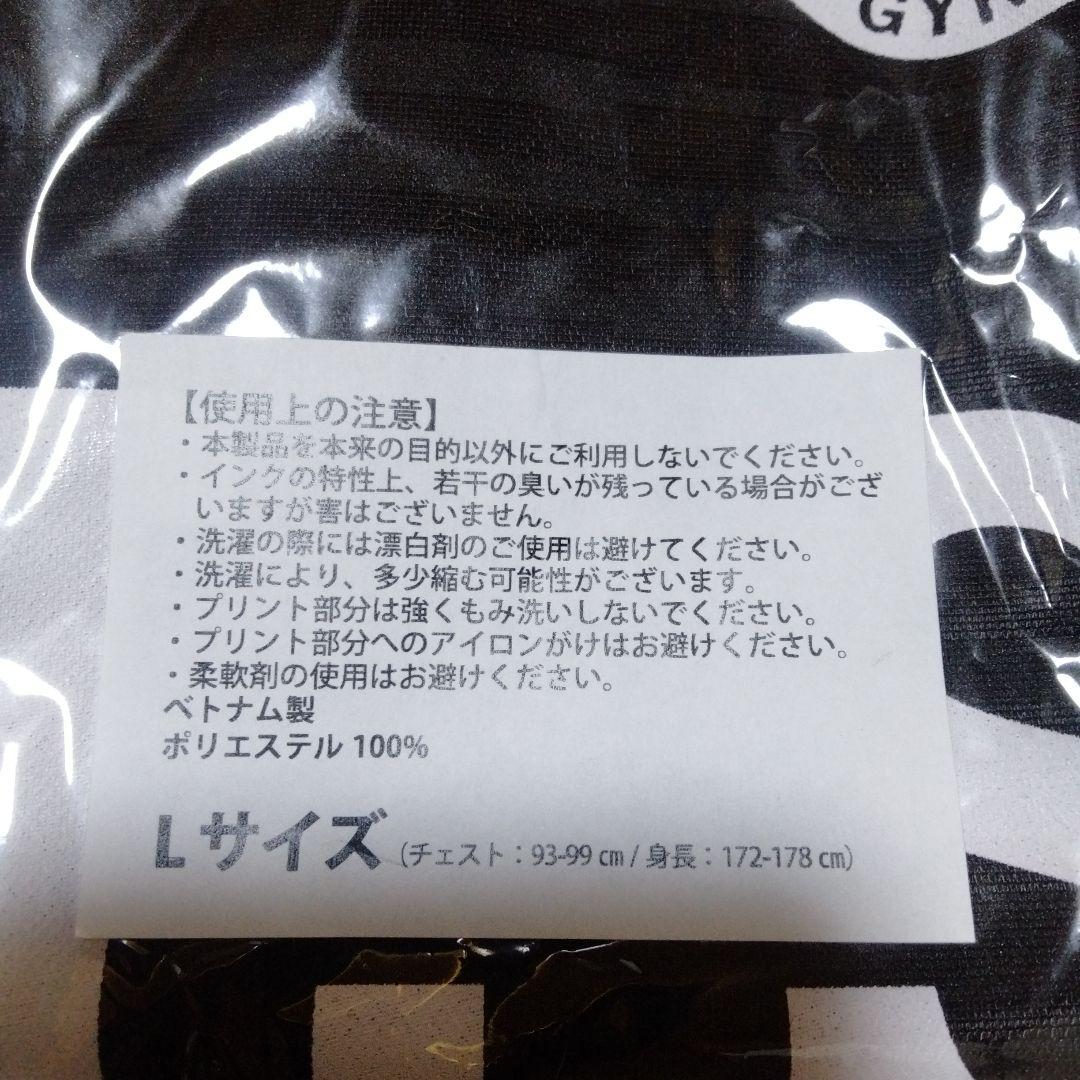 GYM
【使用上の注意】
・本製品を本来の目的以外にご利用しないでください。
・インクの特性上、若干の臭いが残っている場合がござ
いますが害はございません。
・洗濯の際には漂白剤のご使用は避けてください。
・洗濯により、多少縮む可能性がございます。
・プリント部分は強くもみ洗いしないでください。
・プリント部分へのアイロンがけはお避けください。
・柔軟剤の使用はお避けください。
ベトナム製
ポリエステル 100%
Lサイズ（チェスト：93-99 ㎝ / 身長：172-178 ㎝）